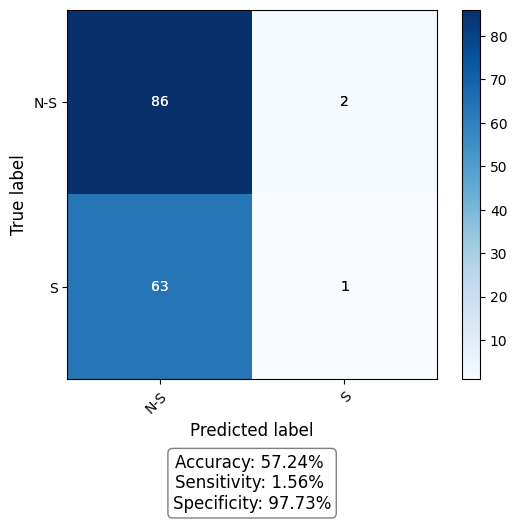 N-S 86 2
S 63 1
N-S S
True label
Predicted label
80
70
60
50
40
30
20
10
Accuracy: 57.24%
Sensitivity: 1.56%
Specificity: 97.73%